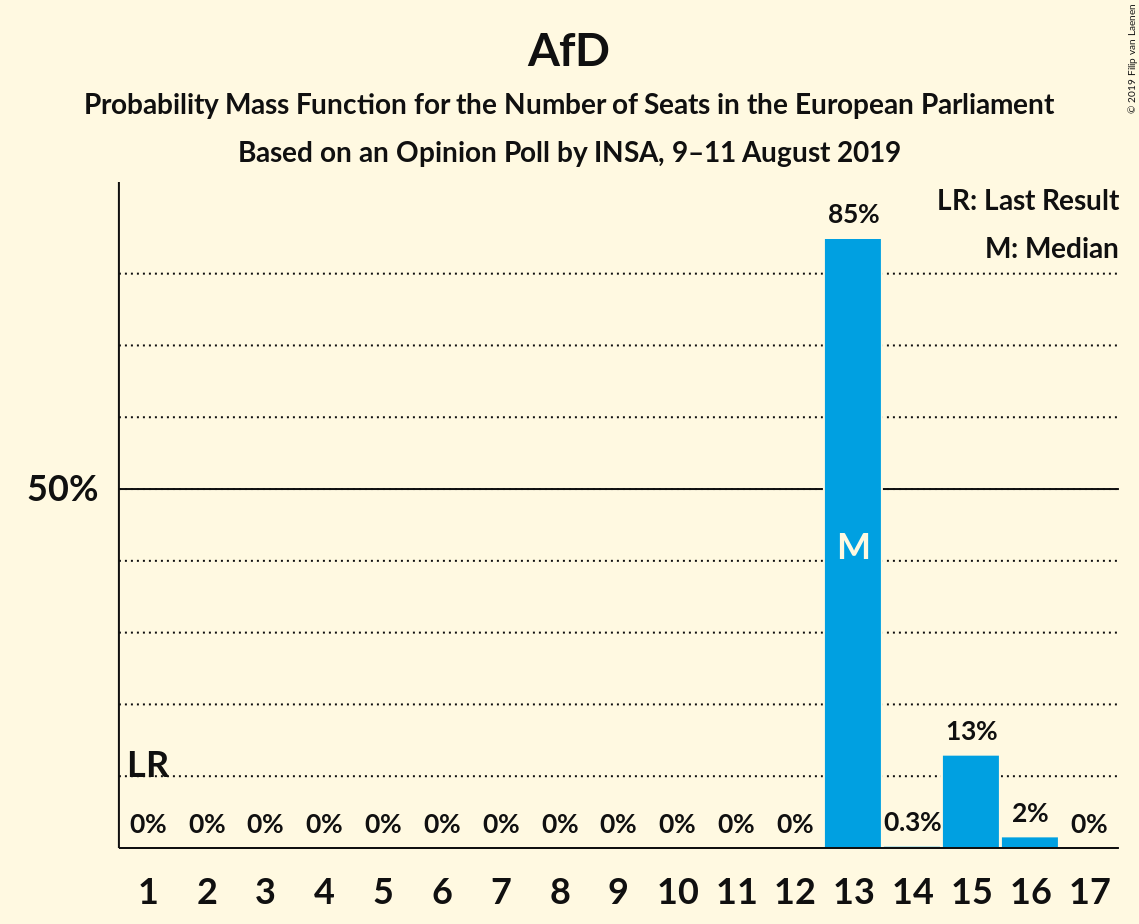 AfD
Probability Mass Function for the Number of Seats in the European Parliament
Based on an Opinion Poll by INSA, 9–11 August 2019
© 2019 Filip van Laenen
LR: Last Result
M: Median
85%
50%
M
13%
LR
0% 0% 0% 0% 0% 0% 0% 0% 0% 0% 0% 0% 0.3% 2% 0%
1 2 3 4 5 6 7 8 9 10 11 12 13 14 15 16 17